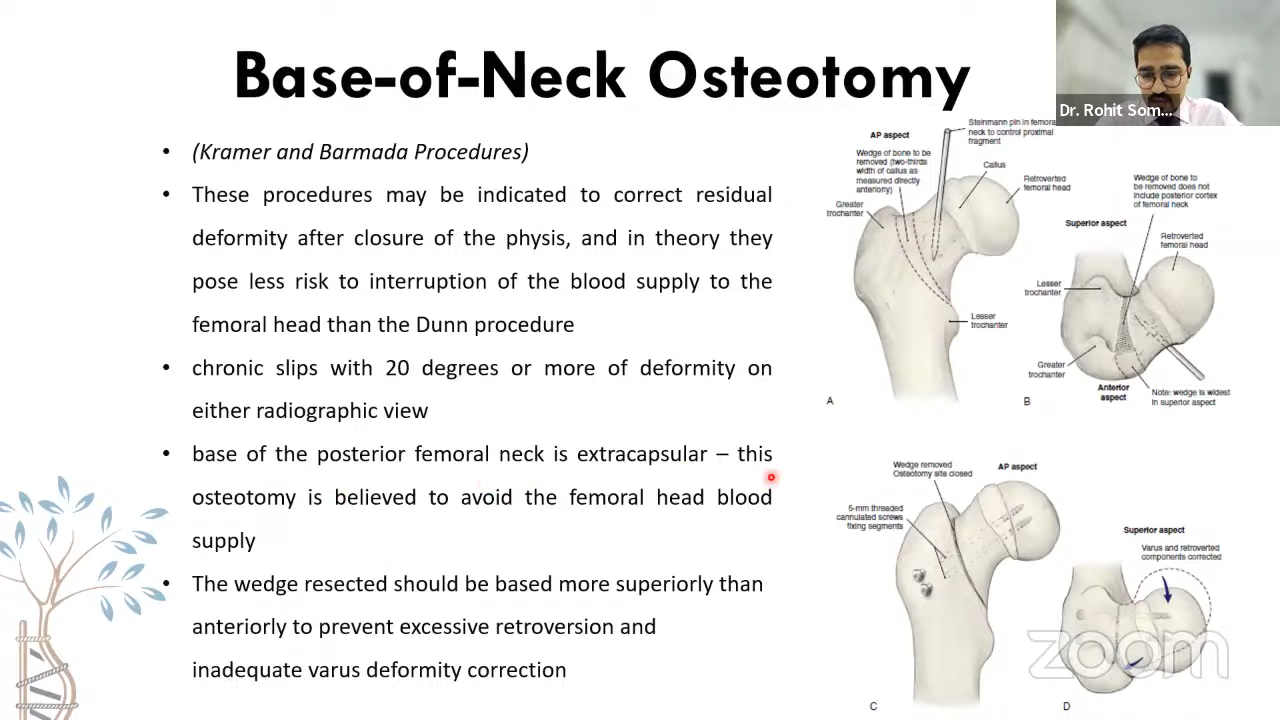 Base-of-Neck Osteotomy
Dr. Rohit Som...
• (Kramer and Barmada Procedures)
• These procedures may be indicated to correct residual
deformity after closure of the physis, and in theory they
pose less risk to interruption of the blood supply to the
femoral head than the Dunn procedure
• chronic slips with 20 degrees or more of deformity on
either radiographic view
• base of the posterior femoral neck is extracapsular – this
osteotomy is believed to avoid the femoral head blood
supply
• The wedge resected should be based more superiorly than
anteriorly to prevent excessive retroversion and
inadequate varus deformity correction
AP aspect
Steinmann pin in femora
neck to control proximal
fragment
Wedge of bone to be
removed (two-thirds
width of callus as
measured directly
anteriorly)
Callus
Retroverted
femoral head
Greater
trochanter
Lesser
trochanter
A
Wedge of bone to
be removed does not
include posterior cortex
of femoral neck
Superior aspect
Retroverted
femoral head
Lesser
trochanter
Greater
trochanter
Anterior
aspect
Note: wedge is widest
in superior aspect
B
Wedge removed
Osteotomy site closed
AP aspect
5-mm threaded
cannulated screws
fixing segments
C
Superior aspect
Varus and retroverted
components corrected
D
zoom